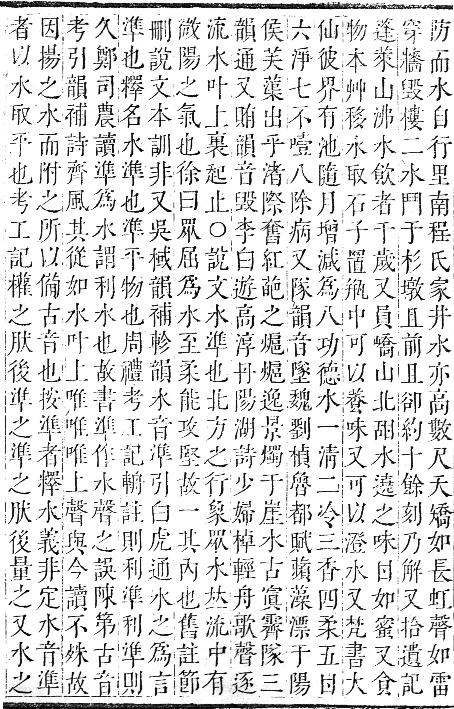 防而水自行里南程氏家井水亦高數尺夭矯如長虹聲如雷
穿牆毀樓二水鬥于杉墩且前且卻約十餘刻乃解又拾遺記
蓬萊山沸水飮者千歲又員嶠山北甜水遶之味曰如蜜又食
物本艸移水取石子置甁中可以養味又可以澄水又梵書大
仙彼界有池隨月增減爲八功德水一淸二冷三香四柔五甘
六淨七不噎八除病又隊韻音墜魏劉楨魯都賦蘋藻漂于陽
侯芙蕖出乎渚際奮紅葩之𤊹𤊹逸景燭于崖水古寘霽隊三
韻通又賄韻音毀李白遊高淳丹陽湖詩少婦棹輕舟歌聲逐
流水叶上裏起止○說文水準也北方之行象眾水𠀤流中有
微陽之氣也徐曰眾屈爲水至柔能攻堅故一其內也舊註節
刪說文本訓非又吳棫韻補軫韻水音準引白虎通水之爲言
準也釋名水準也準平物也周禮考工記輈註則利準利準則
久鄭司農讀準爲水謂利水也故書準作水聲之誤陳第古音
考引韻補詩齊風其從如水叶上唯唯唯上聲與今讀不殊故
因揚之水而附之所以備古音也按準者釋水義非定水音準
者以水取平也考工記權之肰後準之準之肰後量之又水之